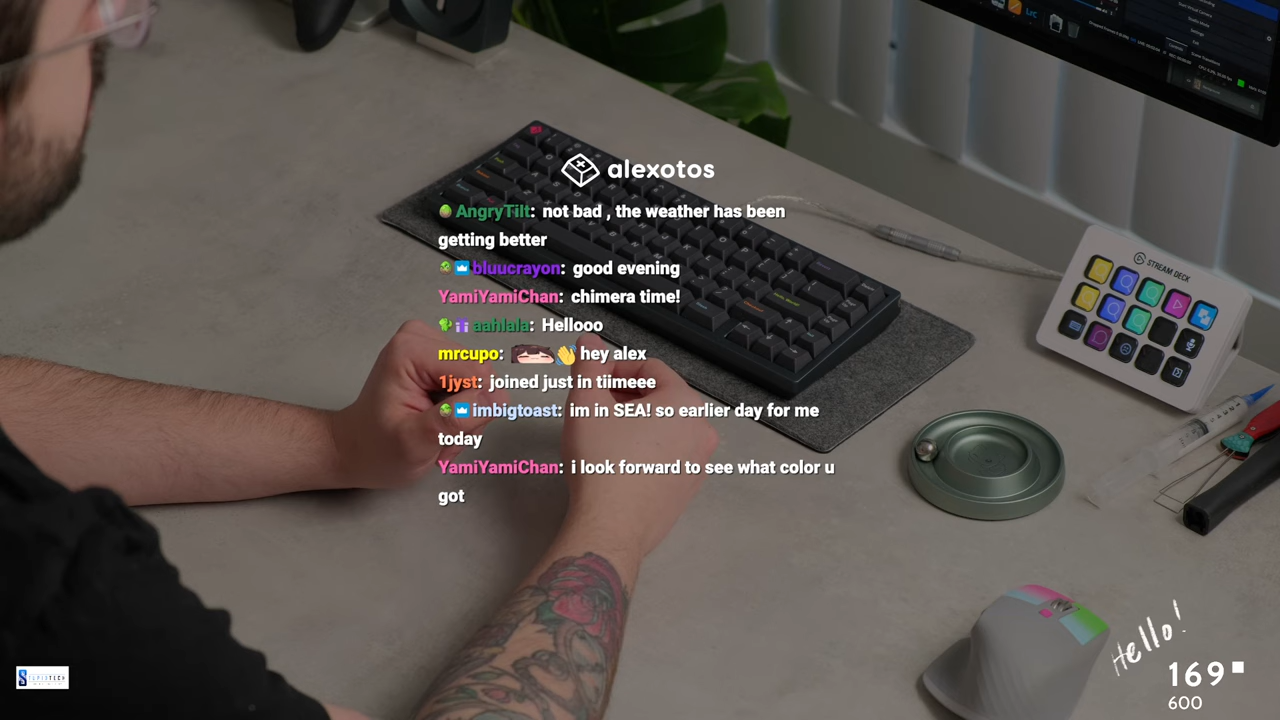 alexotos
AngryTilt: not bad , the weather has been
getting better
bluucrayon: good evening
YamiYamiChan: chimera time!
aahlala: Hellooo
mrcupo: hey alex
1jyst: joined just in tiimeee
imbigtoast: im in SEA! so earlier day for me
today
YamiYamiChan: i look forward to see what color u
got
STREAM DECK
Hello!
169
600